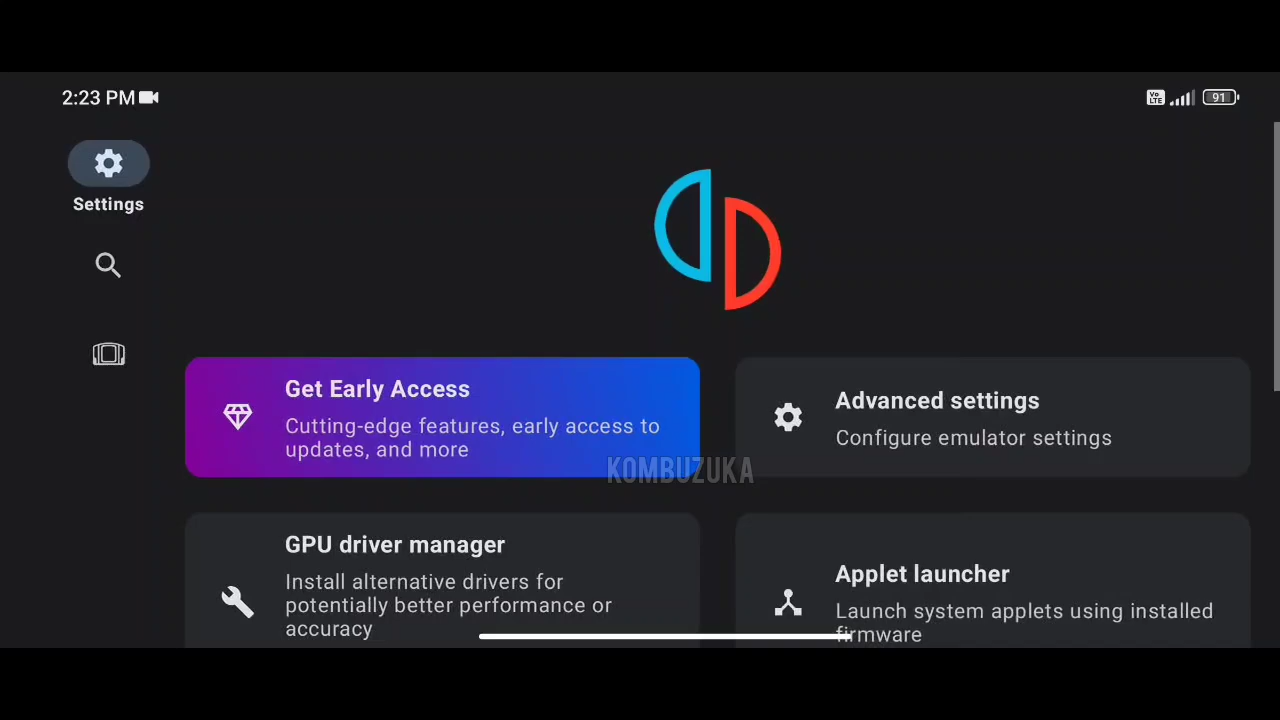 2:23 PM
Vo LTE
91
Settings
Get Early Access
Cutting-edge features, early access to
updates, and more
Advanced settings
Configure emulator settings
KOMBUZUKA
GPU driver manager
Install alternative drivers for
potentially better performance or
accuracy
Applet launcher
Launch system applets using installed
firmware